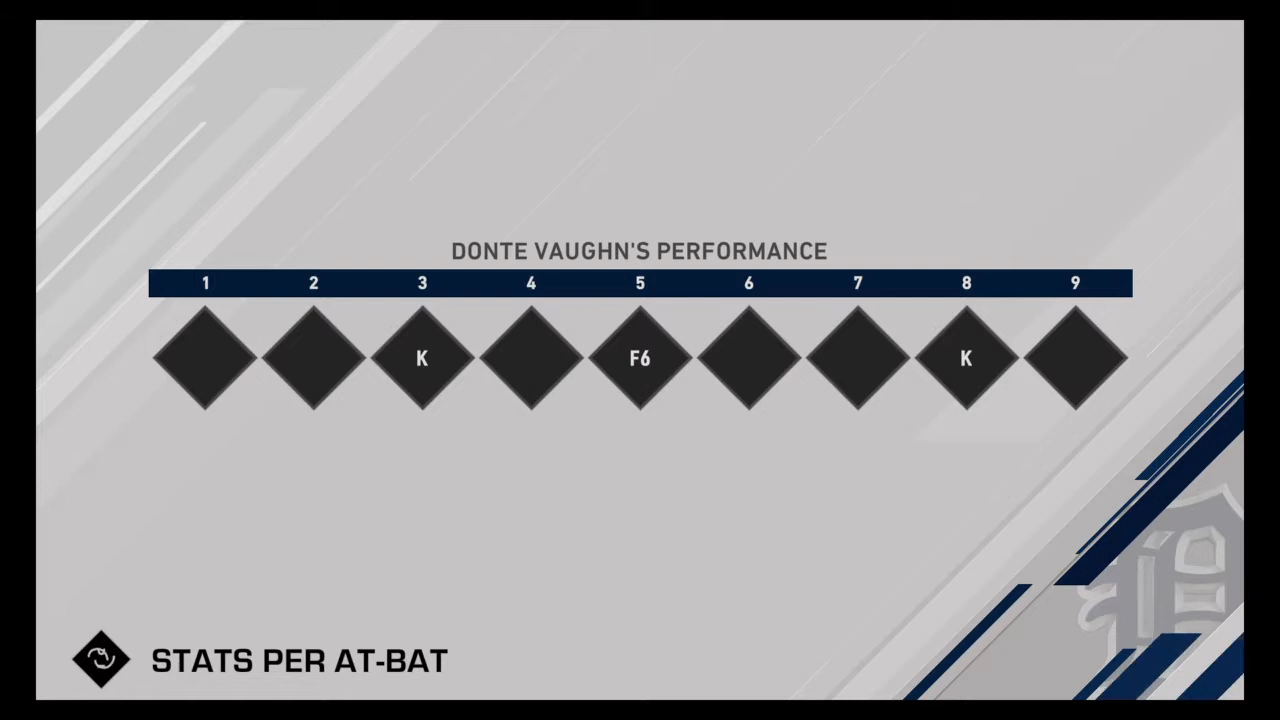 DONTE VAUGHN'S PERFORMANCE
1 2 3 4 5 6 7 8 9
K F6 K
STATS PER AT-BAT